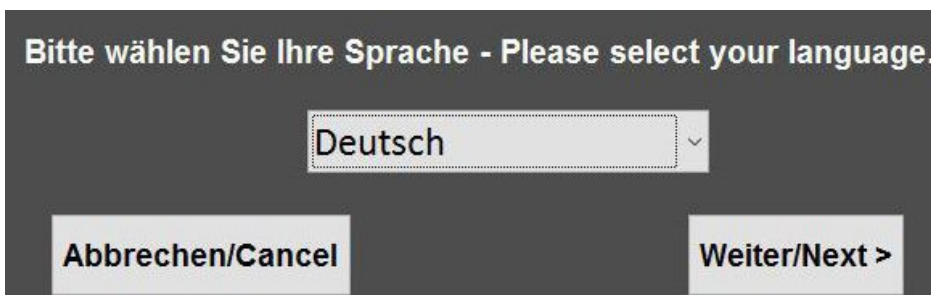 Bitte wählen Sie Ihre Sprache - Please select your language.
Deutsch
Abbrechen/Cancel
Weiter/Next >